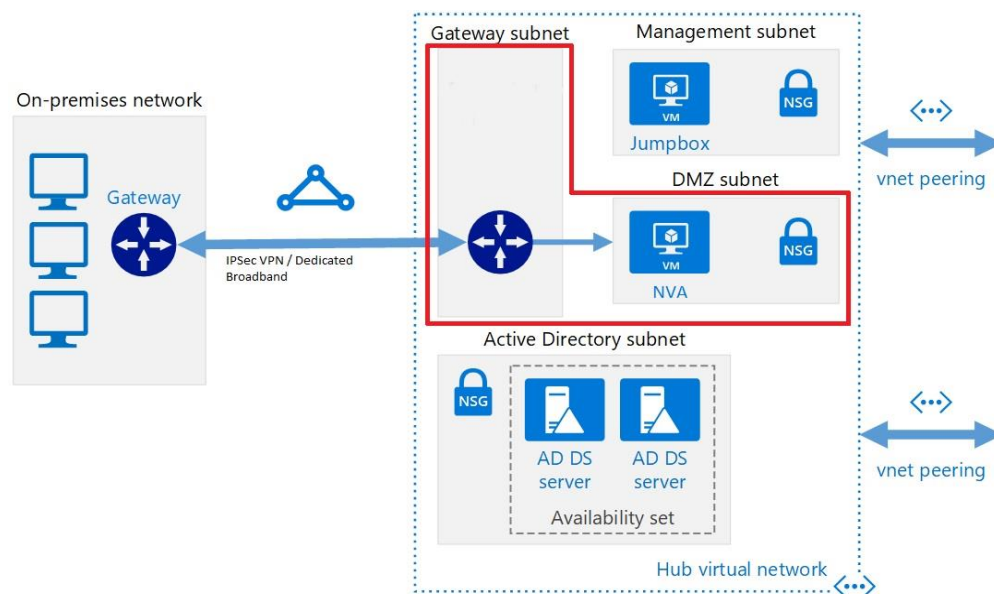 Gateway subnet
Management subnet
On-premises network
VM
NSG
Jumpbox
vnet peering
DMZ subnet
Gateway
IPSec VPN / Dedicated
Broadband
VM
NSG
NVA
Active Directory subnet
NSG
AD DS
server
AD DS
server
Availability set
vnet peering
Hub virtual network